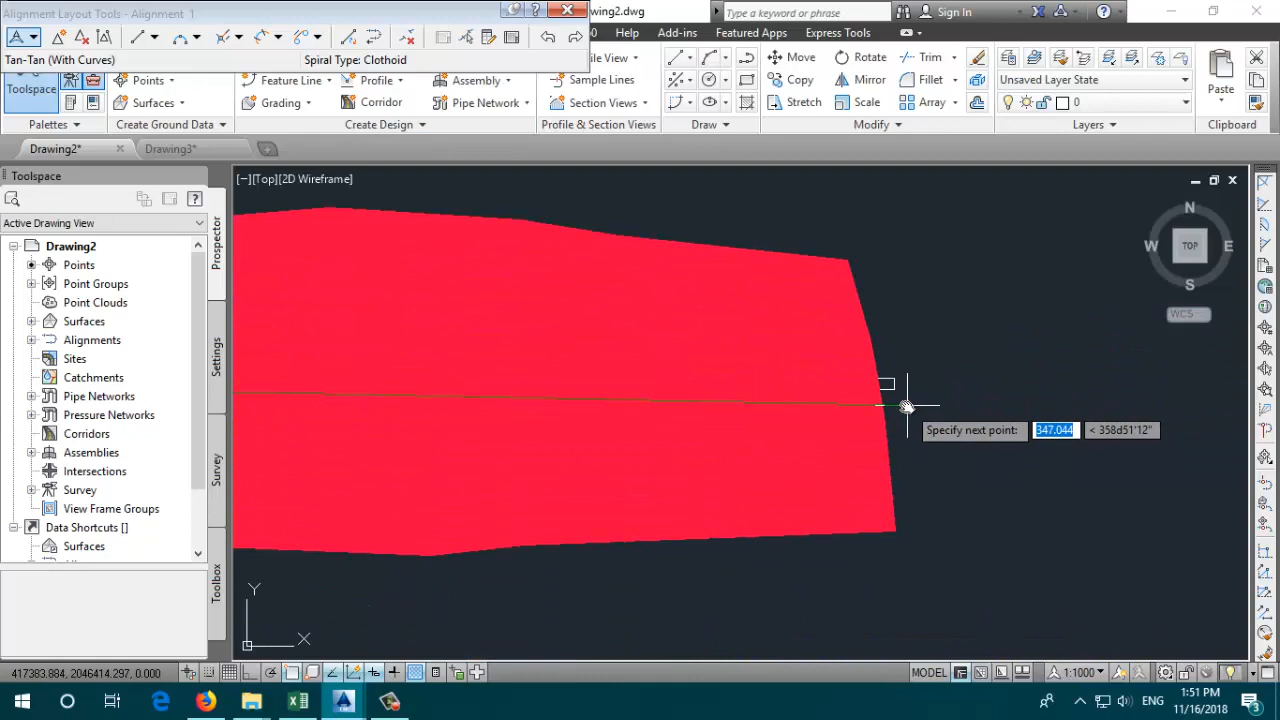 Alignment Layout Tools - Alignment 1
Tan-Tan (With Curves)
Spiral Type: Clothoid
wing2.dwg
Type a keyword or phrase
Sign In
Help
Add-ins
Featured Apps
Express Tools
Toolspace
Points
Surfaces
Palettes
Create Ground Data
Feature Line
Grading
Profile
Corridor
Assembly
Pipe Network
Create Design
le View
Sample Lines
Section Views
Profile & Section Views
Draw
Move
Copy
Stretch
Rotate
Mirror
Scale
Trim
Fillet
Array
Modify
Unsaved Layer State
0
Layers
Paste
Clipboard
Drawing2*
Drawing3*
Toolspace
Active Drawing View
Drawing2
Points
Point Groups
Point Clouds
Surfaces
Alignments
Sites
Catchments
Pipe Networks
Pressure Networks
Corridors
Assemblies
Intersections
Survey
View Frame Groups
Data Shortcuts []
Surfaces
Prospector
Settings
Survey
Toolbox
[−][Top][2D Wireframe]
N
W
TOP
E
S
WCS
Specify next point:
347.044
< 358d51'12"
Y
X
417383.884, 2046414.297, 0.000
MODEL
1:1000
ENG
1:51 PM
11/16/2018
3